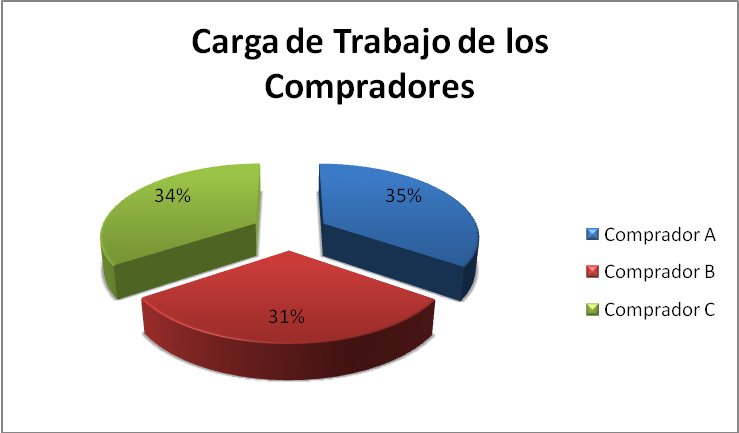 Carga de Trabajo de los
Compradores
34%
35%
31%
Comprador A
Comprador B
Comprador C